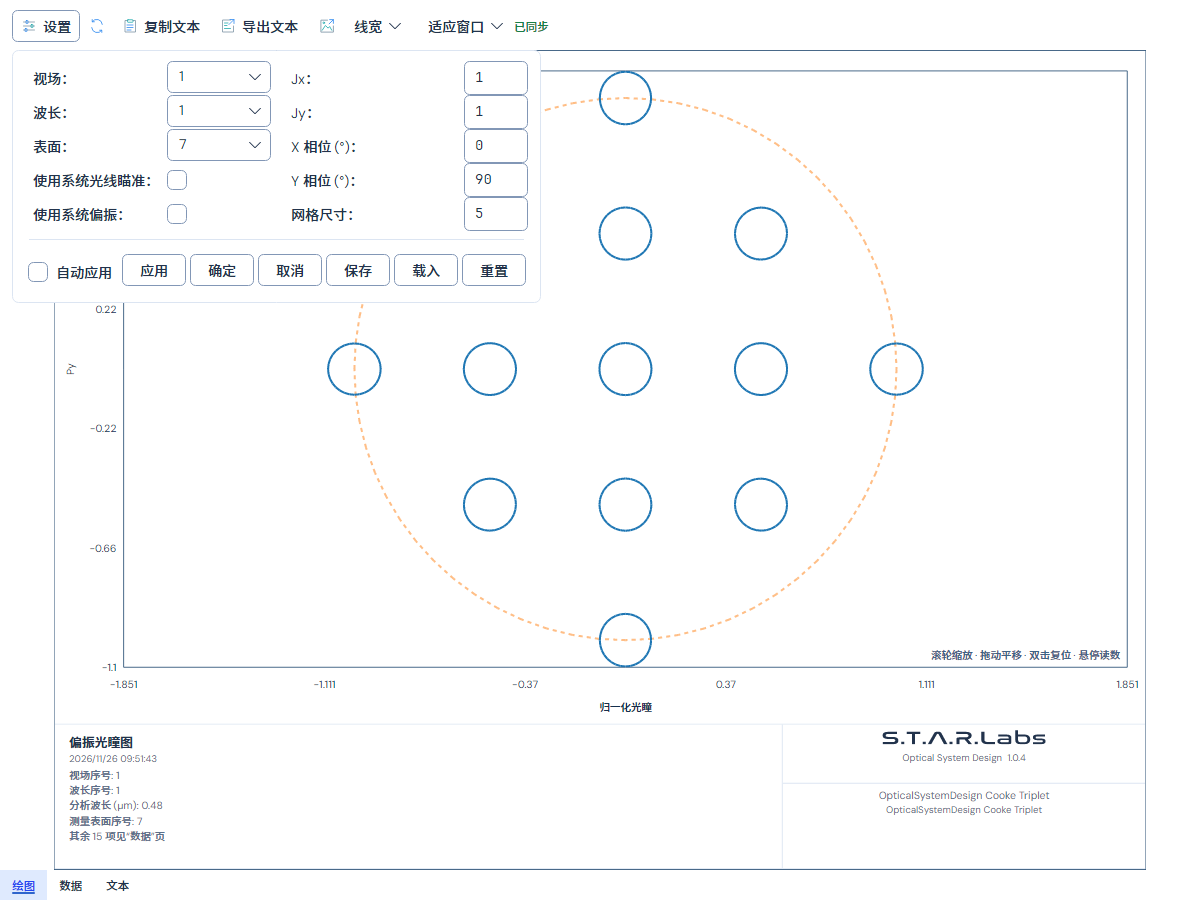 设置 复制文本 导出文本 线宽 适应窗口 已同步
视场: 1 Jx: 1
波长: 1 Jy: 1
表面: 7 X 相位 (°): 0
使用系统光线瞄准: Y 相位 (°): 90
使用系统偏振: 网格尺寸: 5
自动应用 应用 确定 取消 保存 载入 重置
0.22
Py
-0.22
-0.66
-1.1
滚轮缩放 · 拖动平移 · 双击复位 · 悬停读数
-1.851 -1.111 -0.37 0.37 1.111 1.851
归一化光瞳
偏振光瞳图
2026/11/26 09:51:43
视场序号: 1
波长序号: 1
分析波长 (μm): 0.48
测量表面序号: 7
其余 15 项见"数据"页
S.T.A.R.Labs
Optical System Design 1.0.4
OpticalSystemDesign Cooke Triplet
OpticalSystemDesign Cooke Triplet
绘图 数据 文本